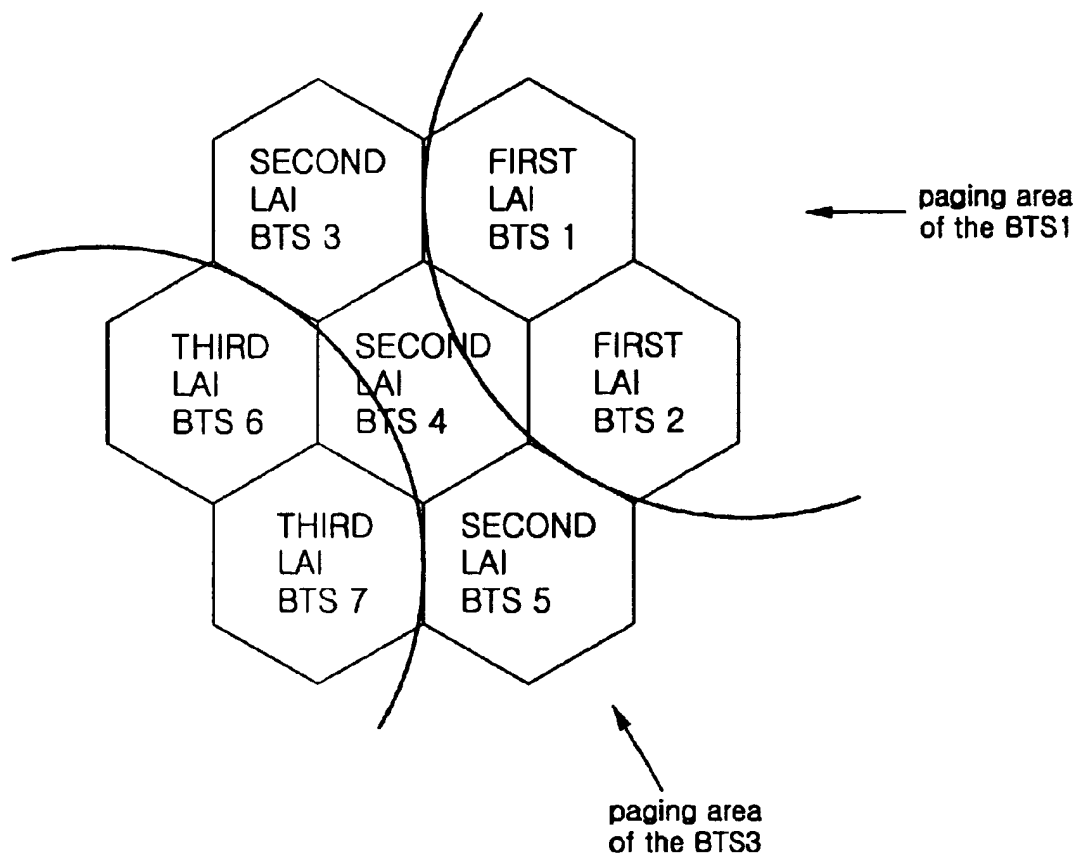 SECOND
LAI
BTS 3
FIRST
LAI
BTS 1
paging area
of the BTS1
THIRD
LAI
BTS 6
SECOND
LAI
BTS 4
FIRST
LAI
BTS 2
THIRD
LAI
BTS 7
SECOND
LAI
BTS 5
paging area
of the BTS3